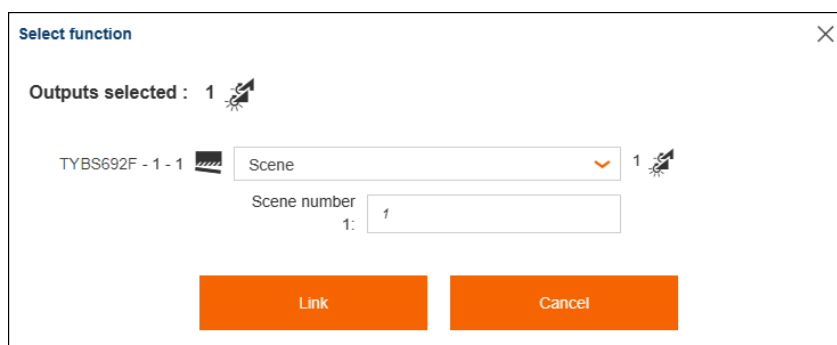 Select function
Outputs selected : 1
TYBS692F - 1 - 1 Scene 1
Scene number
1: 1
Link Cancel